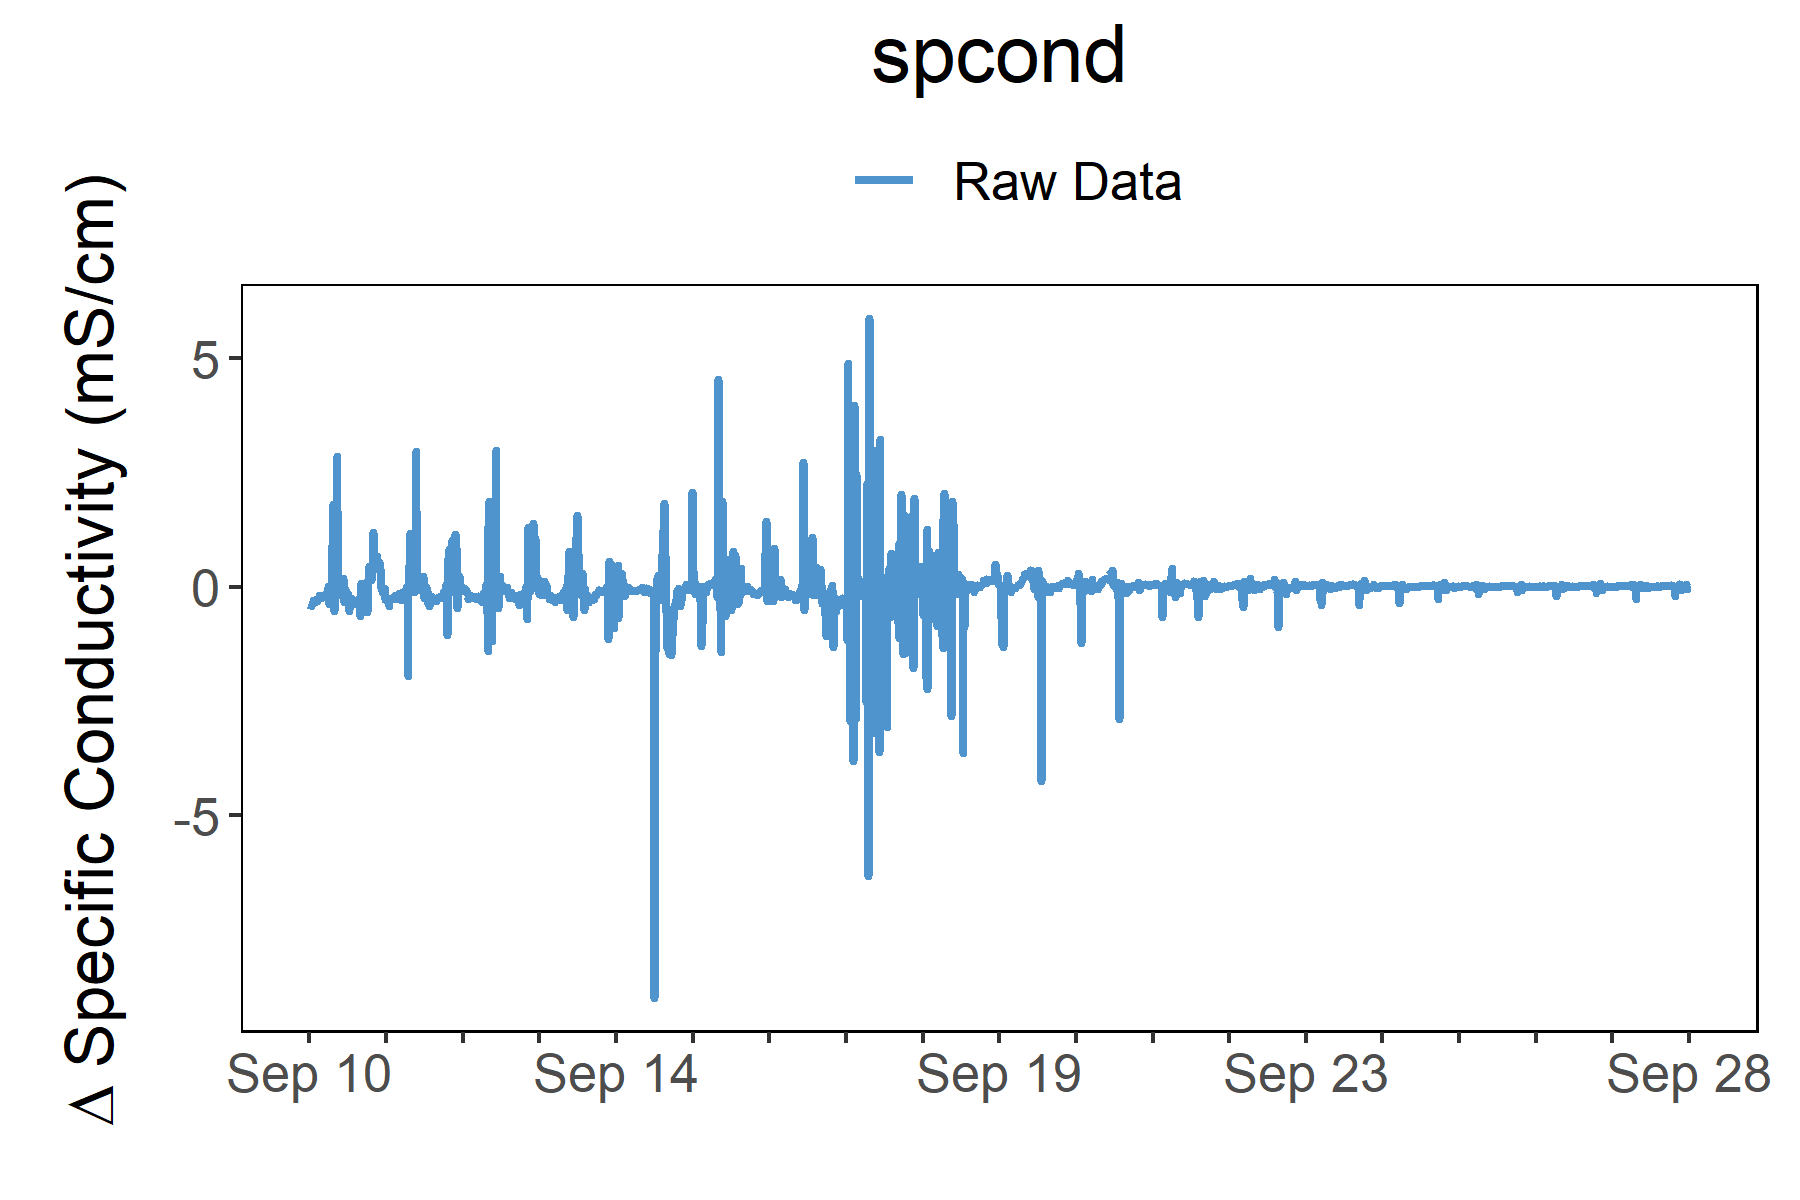 spcond
Raw Data
Δ Specific Conductivity (mS/cm)
5
0
-5
Sep 10 Sep 14 Sep 19 Sep 23 Sep 28